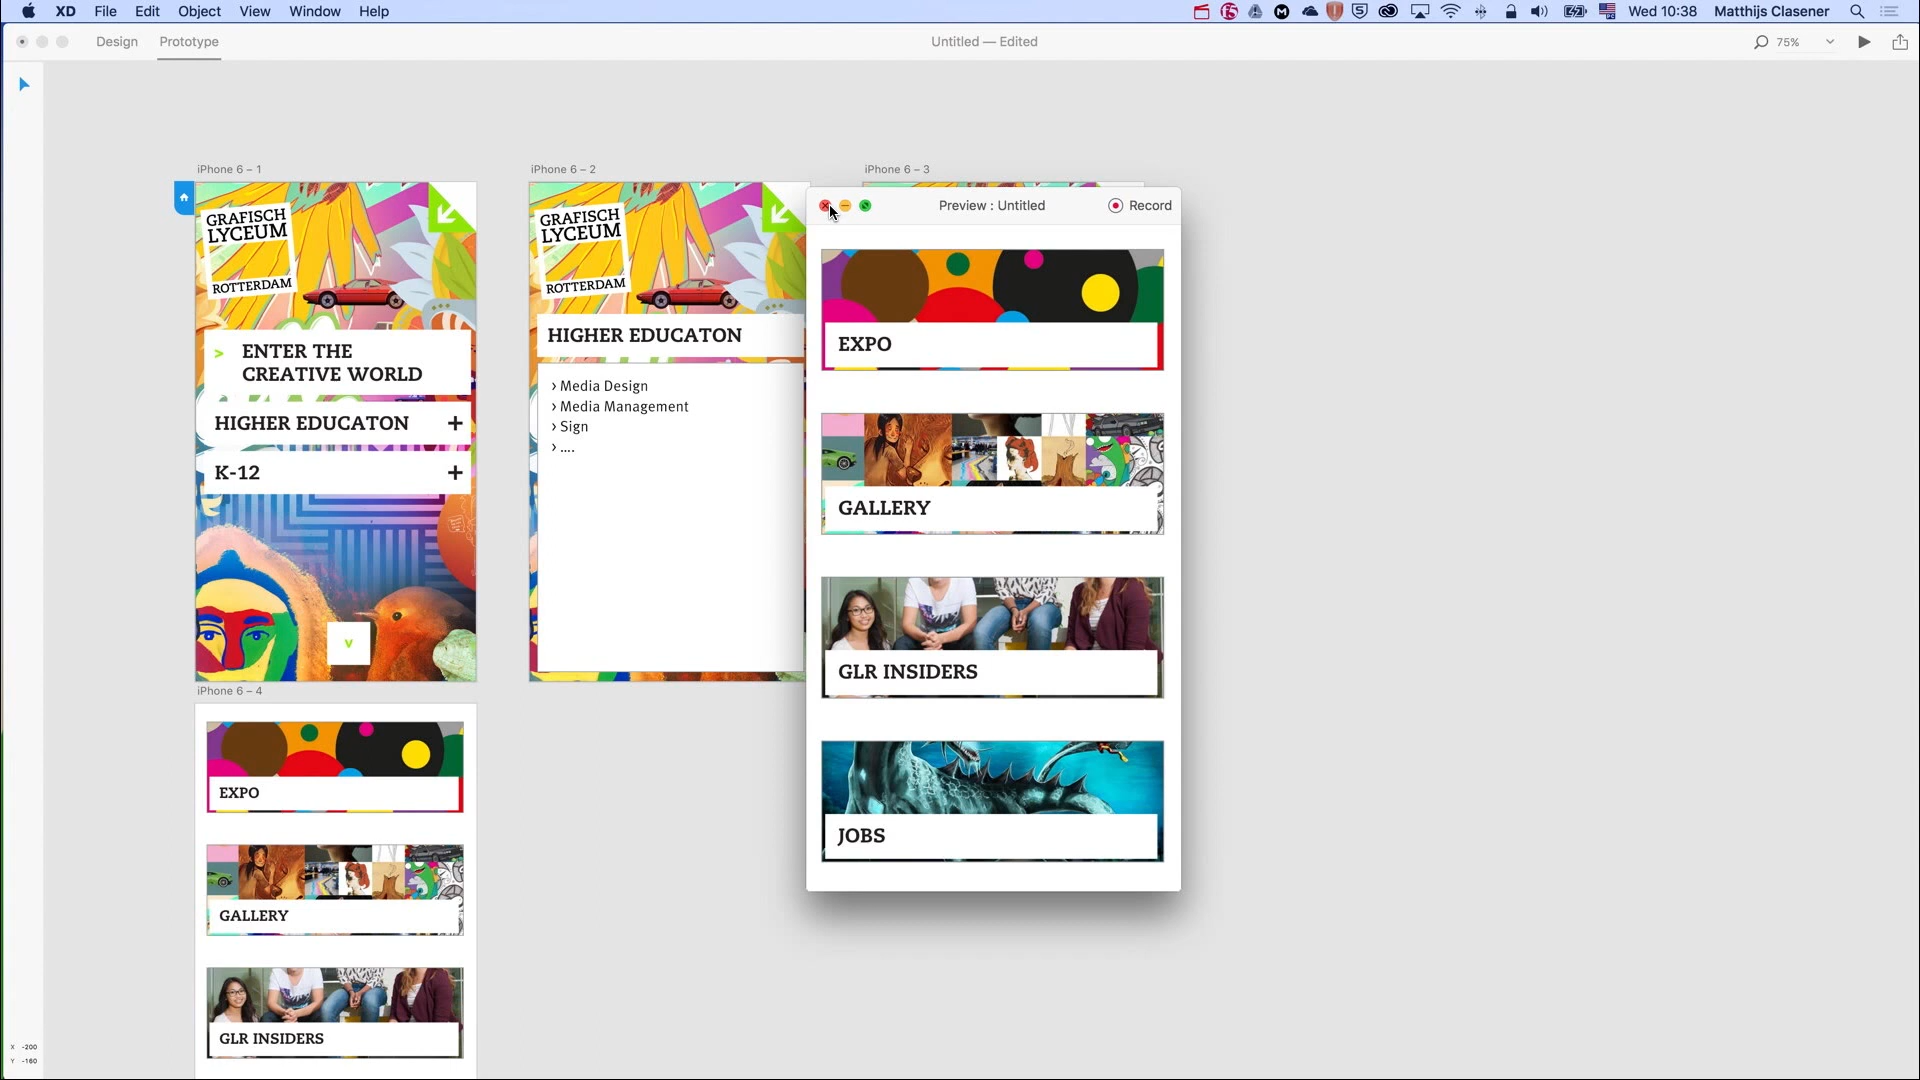 XD File Edit Object View Window Help
Wed 10:38 Matthijs Clasener
Design Prototype
Untitled — Edited
75%
iPhone 6 – 1
iPhone 6 – 2
iPhone 6 – 3
GRAFISCH
LYCEUM
ROTTERDAM
> ENTER THE
CREATIVE WORLD
HIGHER EDUCATON +
K-12 +
v
GRAFISCH
LYCEUM
ROTTERDAM
HIGHER EDUCATON
› Media Design
› Media Management
› Sign
› ....
Preview : Untitled
Record
EXPO
GALLERY
GLR INSIDERS
JOBS
iPhone 6 – 4
EXPO
GALLERY
GLR INSIDERS
X -200
Y -160